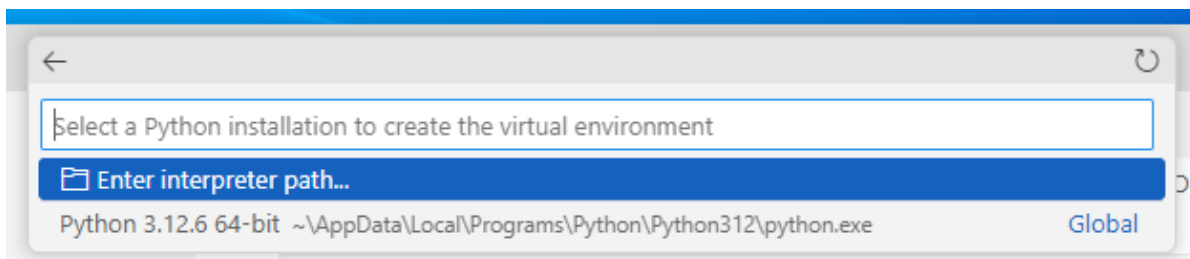 Select a Python installation to create the virtual environment
Enter interpreter path...
Python 3.12.6 64-bit ~\AppData\Local\Programs\Python\Python312\python.exe Global